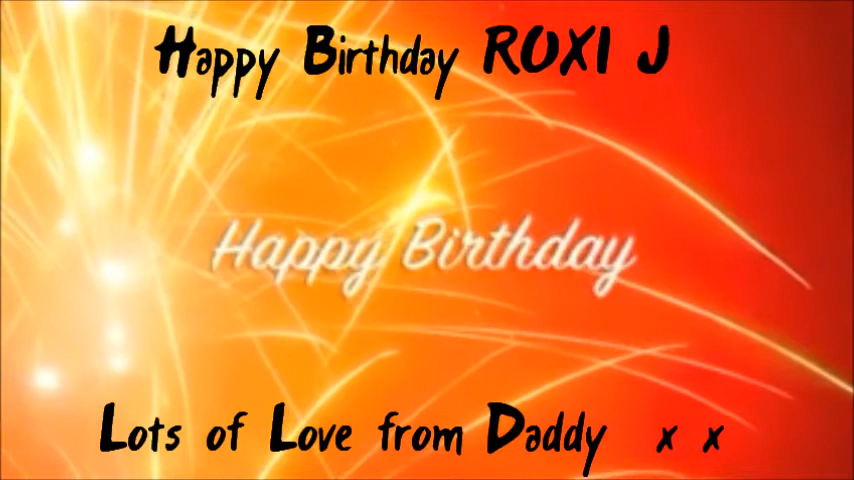 Happy Birthday ROXI J
Happy Birthday
Lots of Love from Daddy x x